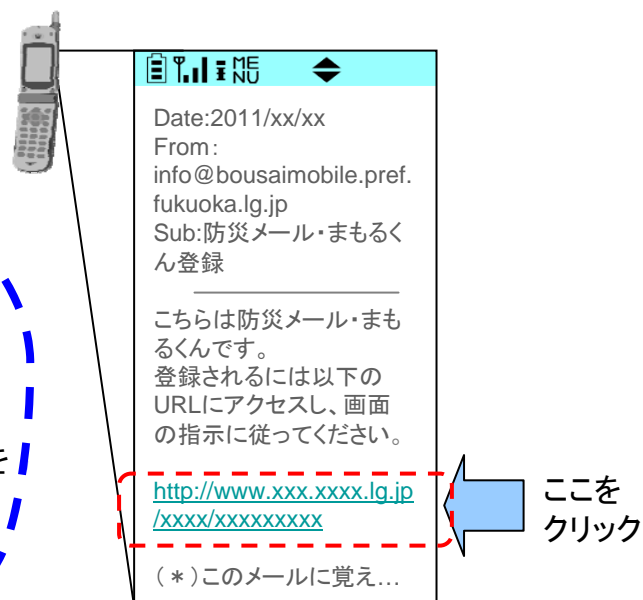 ME
NU
Date:2011/xx/xx
From:
info@bousaimobile.pref.
fukuoka.lg.jp
Sub:防災メール・まもるく
ん登録
こちらは防災メール・まも
るくんです。
登録されるには以下の
URLにアクセスし、画面
の指示に従ってください。
を
http://www.xxx.xxxx.lg.jp
/xxxx/xxxxxxxxx
ここを
クリック
(*)このメールに覚え…